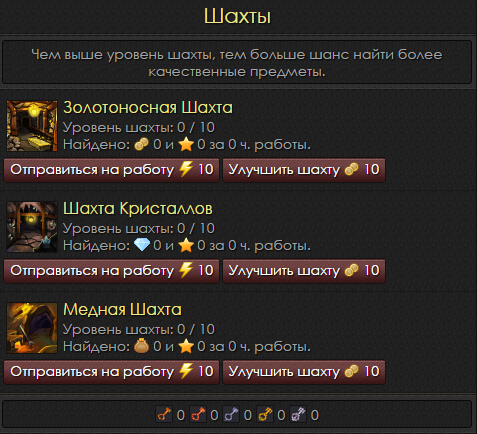 Шахты
Чем выше уровень шахты, тем больше шанс найти более
качественные предметы.
Золотоносная Шахта
Уровень шахты: 0 / 10
Найдено: 0 и 0 за 0 ч. работы.
Отправиться на работу 10 Улучшить шахту 10
Шахта Кристаллов
Уровень шахты: 0 / 10
Найдено: 0 и 0 за 0 ч. работы.
Отправиться на работу 10 Улучшить шахту 10
Медная Шахта
Уровень шахты: 0 / 10
Найдено: 0 и 0 за 0 ч. работы.
Отправиться на работу 10 Улучшить шахту 10
0 0 0 0 0